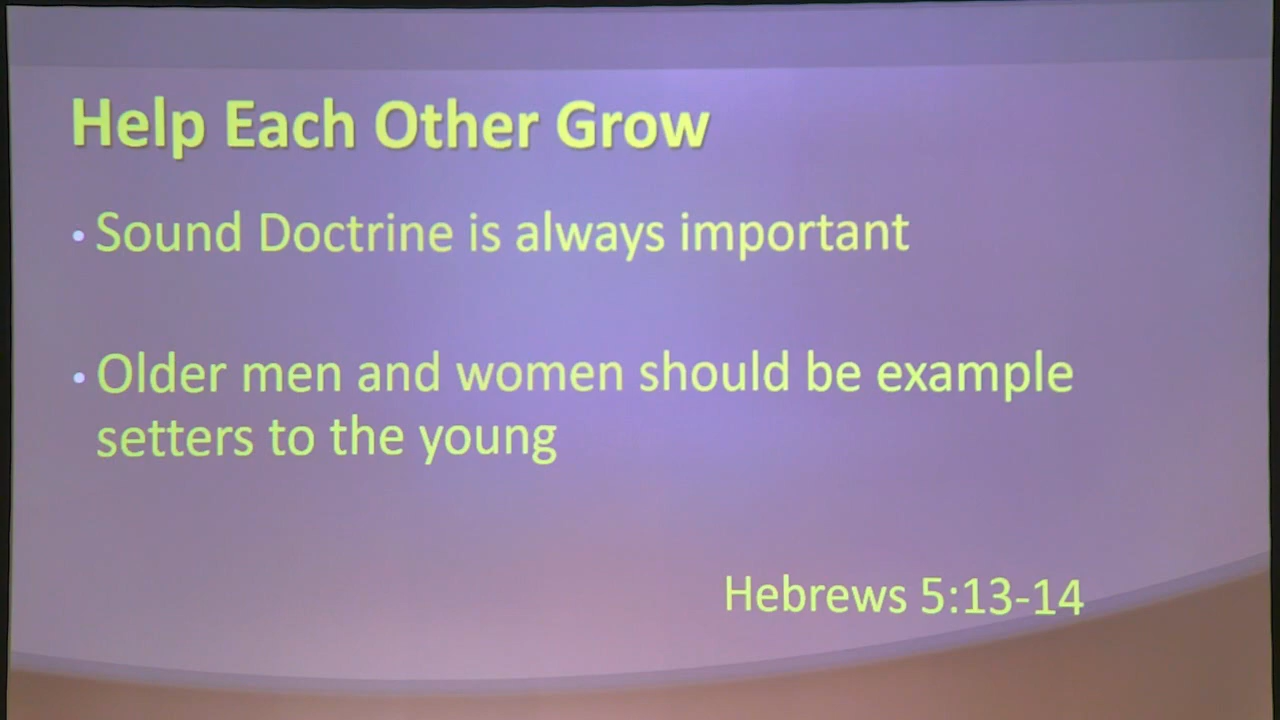 Help Each Other Grow
• Sound Doctrine is always important
• Older men and women should be example
setters to the young
Hebrews 5:13-14